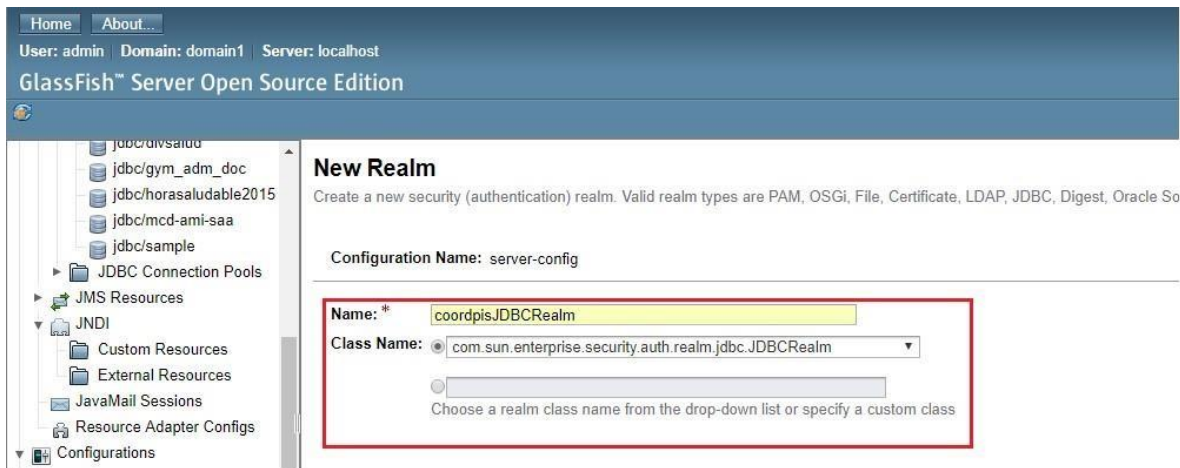 Home About...
User: admin Domain: domain1 Server: localhost
GlassFish™ Server Open Source Edition
jdbc/divsalud
jdbc/gym_adm_doc
jdbc/horasaludable2015
jdbc/mcd-ami-saa
jdbc/sample
JDBC Connection Pools
JMS Resources
JNDI
Custom Resources
External Resources
JavaMail Sessions
Resource Adapter Configs
Configurations
New Realm
Create a new security (authentication) realm. Valid realm types are PAM, OSGi, File, Certificate, LDAP, JDBC, Digest, Oracle So
Configuration Name: server-config
Name: * coordpisJDBCRealm
Class Name: com.sun.enterprise.security.auth.realm.jdbc.JDBCRealm
Choose a realm class name from the drop-down list or specify a custom class